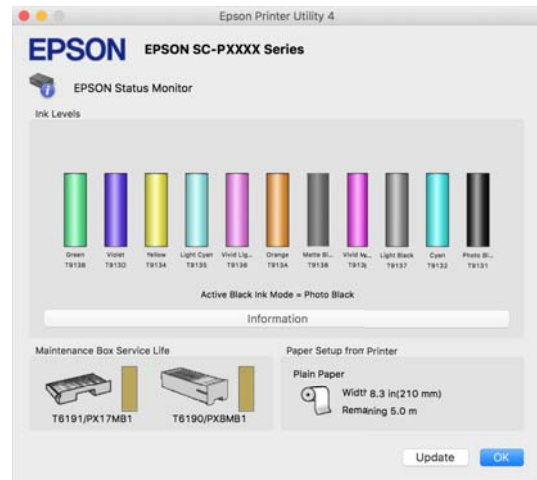 Epson Printer Utility 4
EPSON EPSON SC-PXXXX Series
EPSON Status Monitor
Ink Levels
Green Violet Yellow Light Cyan Vivid Lig... Orange Matte Bl... Vivid M... Light Black Cyan Photo Bl...
T913B T913D T9134 T9135 T9136 T913A T9138 T913 T9137 T9132 T9131
Active Black Ink Mode = Photo Black
Information
Maintenance Box Service Life
T6191/PX17MB1 T6190/PXBMB1
Paper Setup from Printer
Plain Paper
Width 8.3 in(210 mm)
Remaining 5.0 m
Update OK